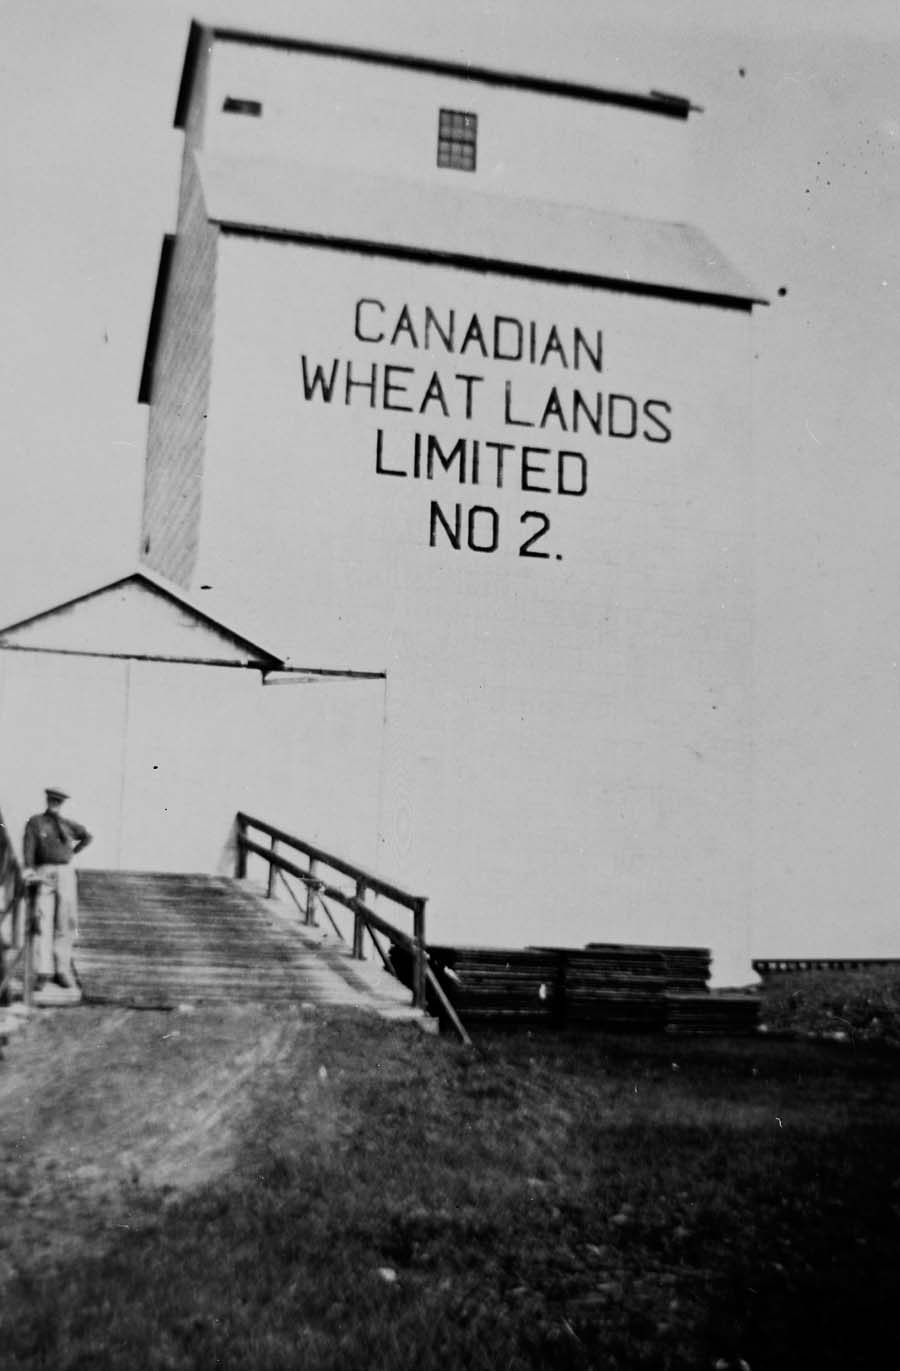 CANADIAN
WHEAT LANDS
LIMITED
NO 2.